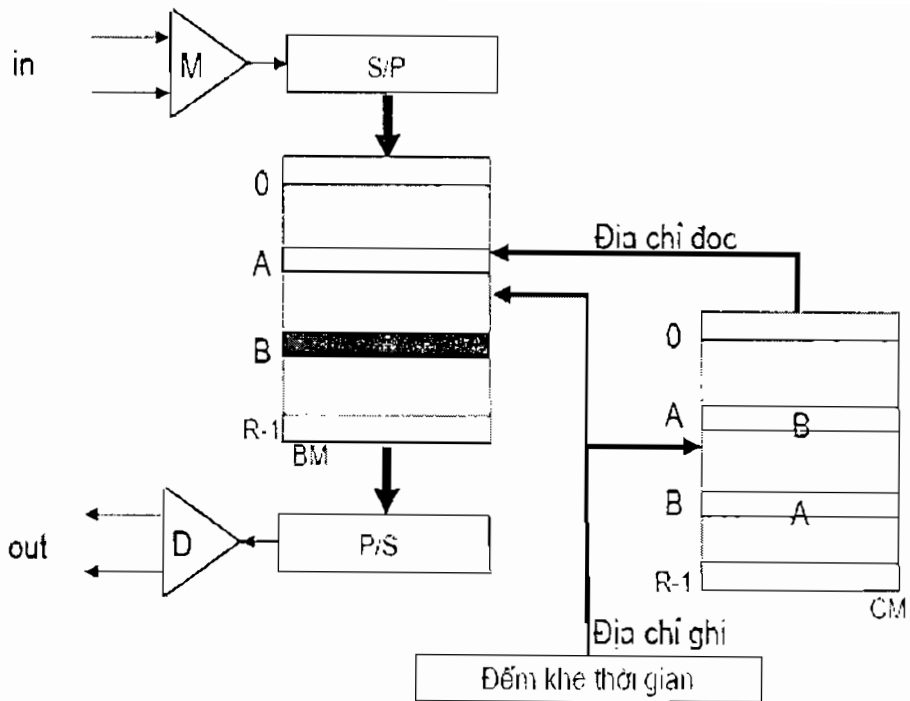 in
M
S/P
0
Địa chỉ đọc
A
0
B
A
B
R-1
BM
B
A
out
D
P/S
R-1
CM
Địa chỉ ghi
Đếm khe thời gian